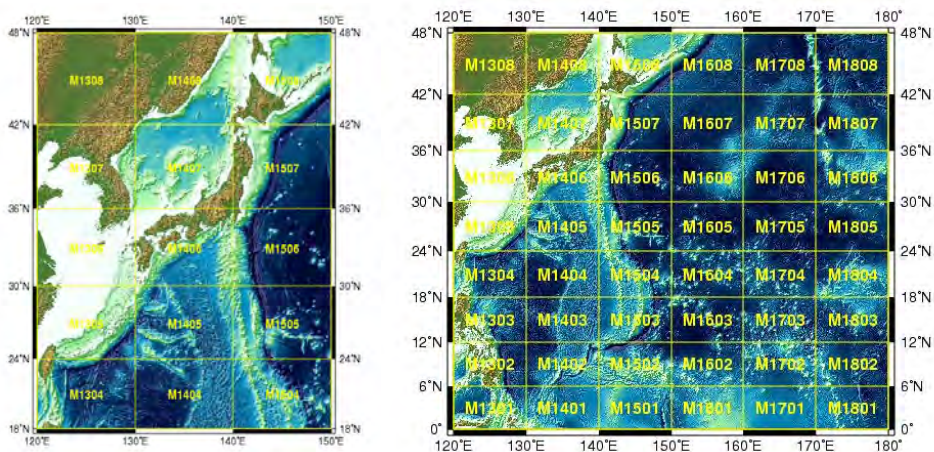 120°E 130°E 140°E 150°E
48°N 48°N
M1308 M1408 M1508
42°N 42°N
M1307 M1407 M1507
36°N 36°N
M1306 M1406 M1506
30°N 30°N
M1305 M1405 M1505
24°N 24°N
M1304 M1404 M1504
18°N 18°N
120°E 130°E 140°E 150°E
120°E 130°E 140°E 150°E 160°E 170°E 180°
48°N 48°N
M1308 M1408 M1508 M1608 M1708 M1808
42°N 42°N
M1307 M1407 M1507 M1607 M1707 M1807
36°N 36°N
M1306 M1406 M1506 M1606 M1706 M1806
30°N 30°N
M1305 M1405 M1505 M1605 M1705 M1805
24°N 24°N
M1304 M1404 M1504 M1604 M1704 M1804
18°N 18°N
M1303 M1403 M1503 M1603 M1703 M1803
12°N 12°N
M1302 M1402 M1502 M1602 M1702 M1802
6°N 6°N
M1301 M1401 M1501 M1601 M1701 M1801
0° 0°
120°E 130°E 140°E 150°E 160°E 170°E 180°